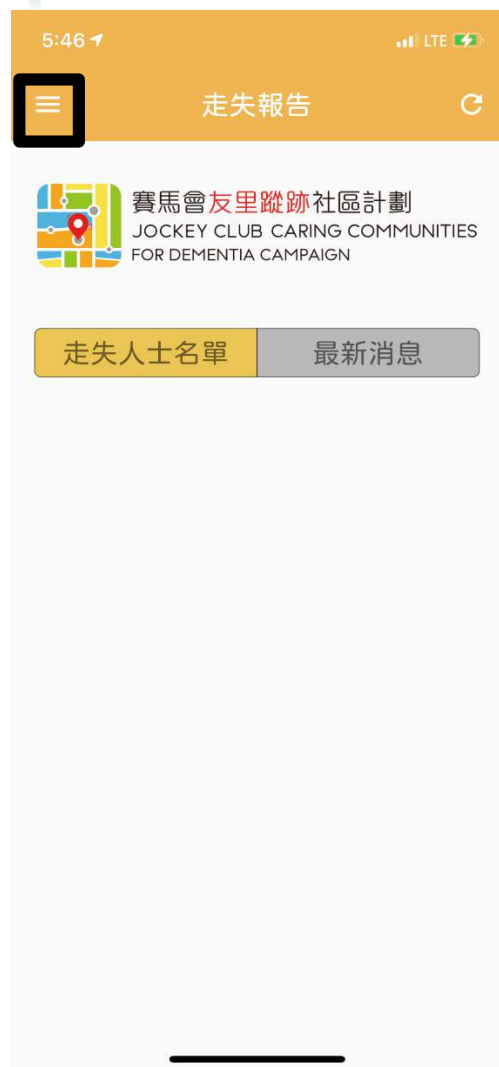 5:46
LTE
走失報告
賽馬會友里蹤跡社區計劃
JOCKEY CLUB CARING COMMUNITIES
FOR DEMENTIA CAMPAIGN
走失人士名單
最新消息